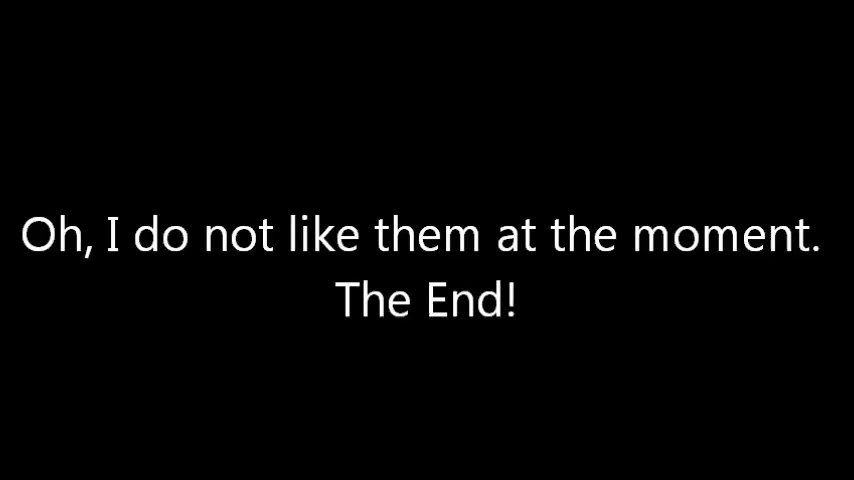 Oh, I do not like them at the moment.
The End!